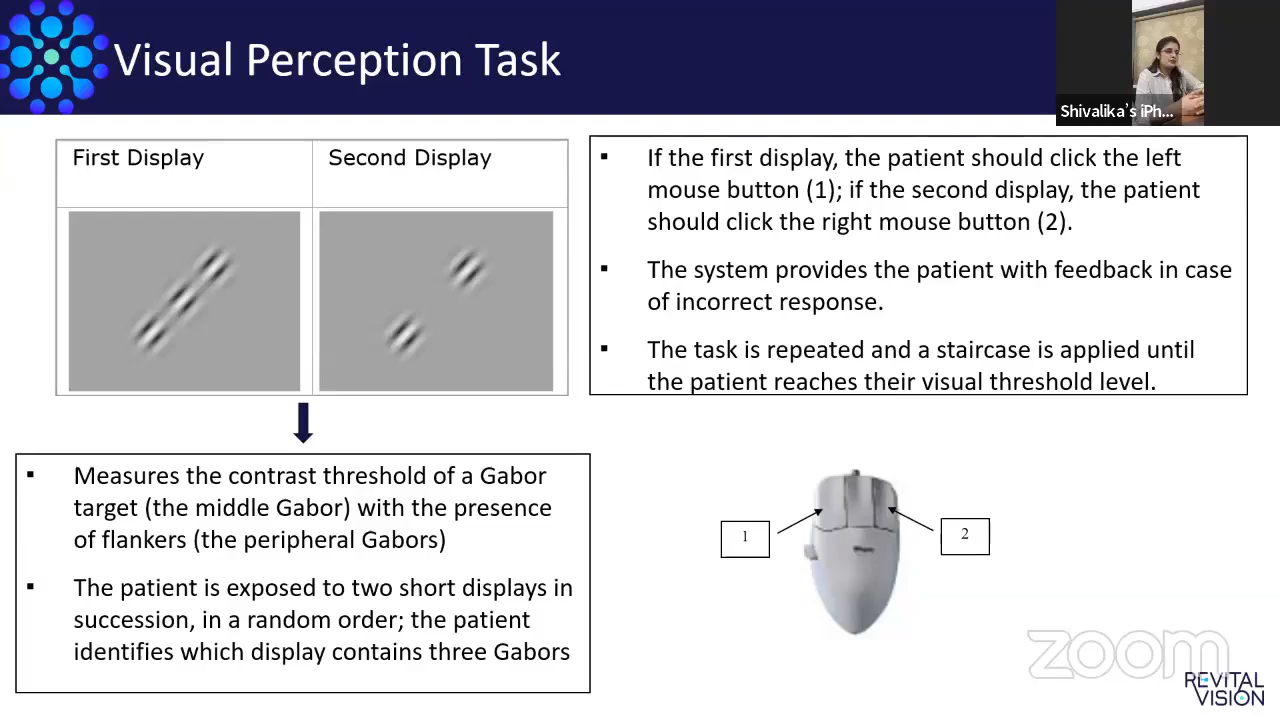 Visual Perception Task
Shivalika's iPh...
First Display
Second Display
▪ If the first display, the patient should click the left
mouse button (1); if the second display, the patient
should click the right mouse button (2).
▪ The system provides the patient with feedback in case
of incorrect response.
▪ The task is repeated and a staircase is applied until
the patient reaches their visual threshold level.
▪ Measures the contrast threshold of a Gabor
target (the middle Gabor) with the presence
of flankers (the peripheral Gabors)
▪ The patient is exposed to two short displays in
succession, in a random order; the patient
identifies which display contains three Gabors
1
2
zoom
REVITAL
VISION